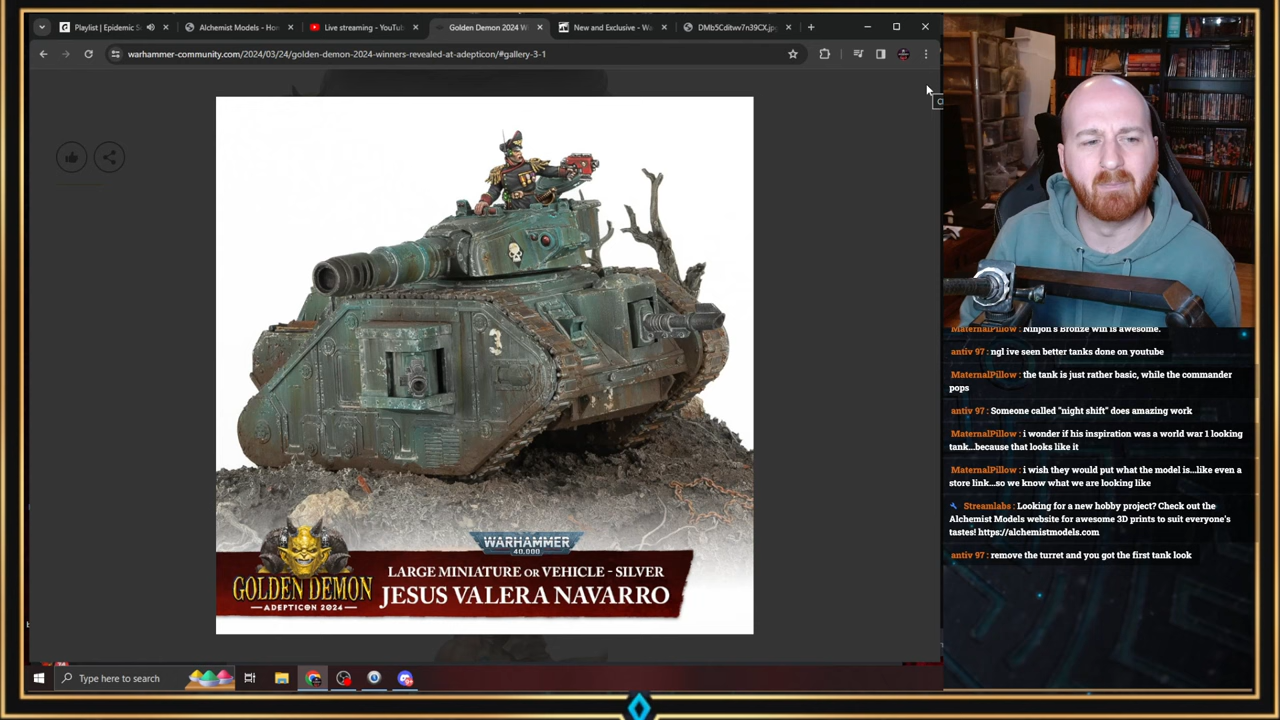 Playlist | Epidemic S
Alchemist Models - Ho
Live streaming - YouTu
Golden Demon 2024 W
New and Exclusive - Wa
DMb5Cditw7n39CXJ.jp
warhammer-community.com/2024/03/24/golden-demon-2024-winners-revealed-at-adepticon/#gallery-3-1
3
WARHAMMER
40,000
GOLDEN DEMON
ADEPTICON 2024
LARGE MINIATURE OR VEHICLE - SILVER
JESUS VALERA NAVARRO
MaternalPillow : Ninjon's Bronze win is awesome.
antiv 97 : ngl ive seen better tanks done on youtube
MaternalPillow : the tank is just rather basic, while the commander
pops
antiv 97 : Someone called "night shift" does amazing work
MaternalPillow : i wonder if his inspiration was a world war 1 looking
tank...because that looks like it
MaternalPillow : i wish they would put what the model is...like even a
store link...so we know what we are looking like
Streamlabs : Looking for a new hobby project? Check out the
Alchemist Models website for awesome 3D prints to suit everyone's
tastes! https://alchemistmodels.com
antiv 97 : remove the turret and you got the first tank look
Type here to search